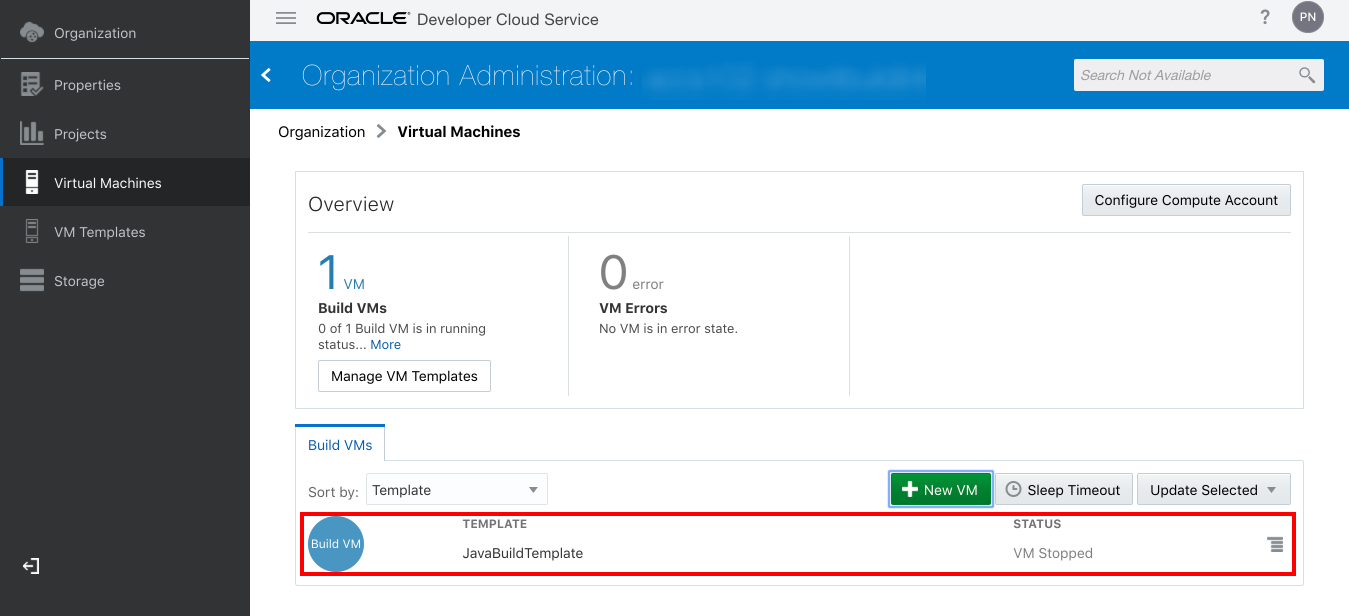 Organization
Properties
Projects
Virtual Machines
VM Templates
Storage
ORACLE® Developer Cloud Service
? PN
Organization Administration:
Search Not Available
Organization > Virtual Machines
Overview
Configure Compute Account
1 VM
Build VMs
0 of 1 Build VM is in running
status... More
Manage VM Templates
0 error
VM Errors
No VM is in error state.
Build VMs
Sort by: Template
New VM Sleep Timeout Update Selected
Build VM
TEMPLATE
JavaBuildTemplate
STATUS
VM Stopped